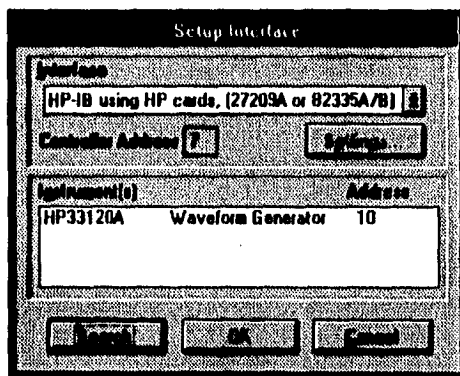 Setup Interface
Interface
HP-IB using HP cards, (27209A or 82335A/B)
Controller Address 7 Settings...
Instrument(s) Address
HP33120A Waveform Generator 10
Search OK Cancel